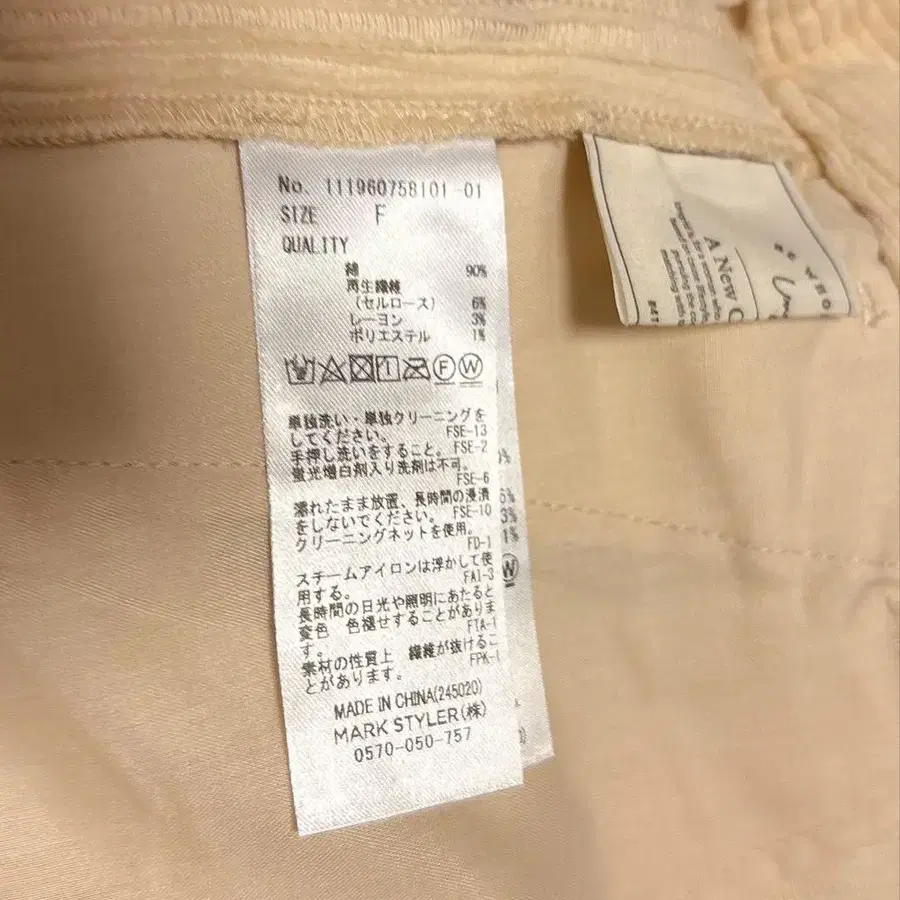 No. 111960758101-01
SIZE F
QUALITY
綿 90%
再生繊維
(セルロース) 6%
レーヨン 3%
ポリエステル 1%
F W
単独洗い・単独クリーニングを
してください。 FSE-13
手押し洗いをすること。 FSE-2
蛍光増白剤入り洗剤は不可。
FSE-6
濡れたまま放置、長時間の浸漬
をしないでください。 FSE-10
クリーニングネットを使用。
FD-1
スチームアイロンは浮かして使
用する。 FAI-3
長時間の日光や照明にあたると
変色 色褪せすることがありま
す。 FTA-1
素材の性質上 繊維が抜けるこ
とがあります。 FPK-1
MADE IN CHINA(245020)
MARK STYLER(株)
0570-050-757
A New
6%
3%
1%
W